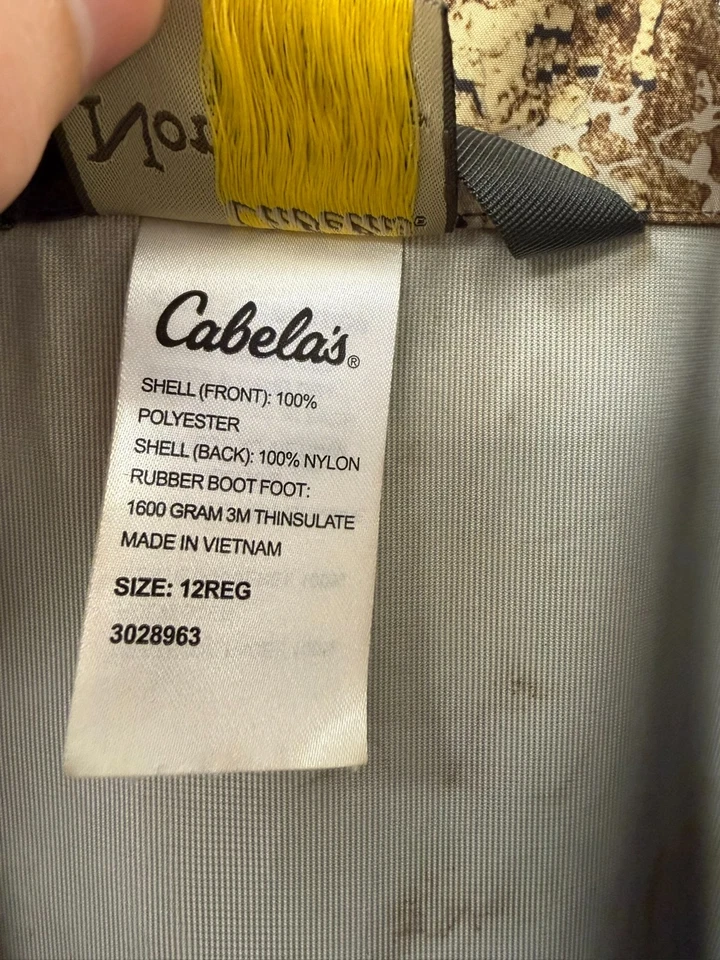 Cabela's®
SHELL (FRONT): 100%
POLYESTER
SHELL (BACK): 100% NYLON
RUBBER BOOT FOOT:
1600 GRAM 3M THINSULATE
MADE IN VIETNAM
SIZE: 12REG
3028963